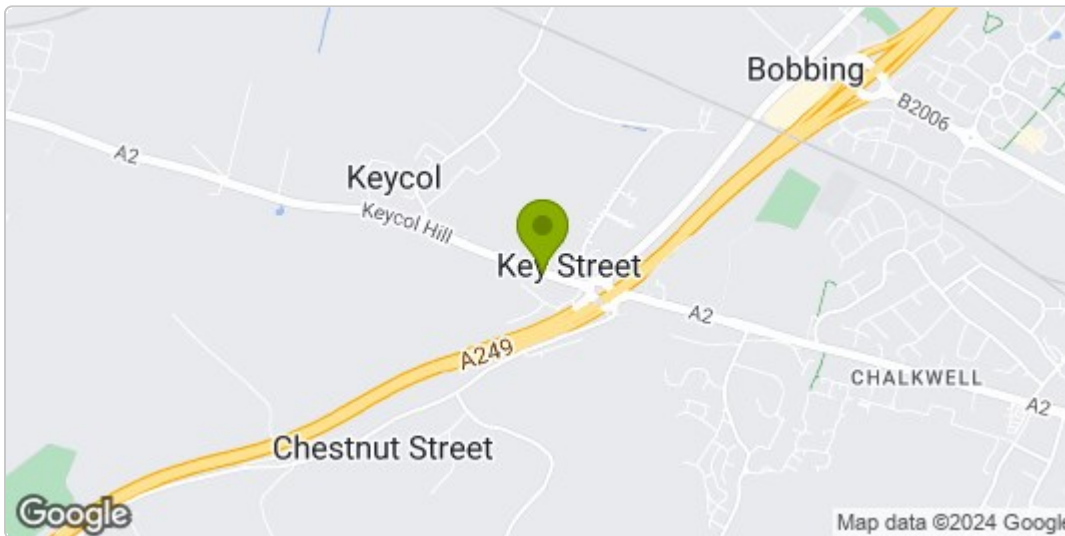 Bobbing
B2006
A2
Keycol
Keycol Hill
Key Street
A2
A249
CHALKWELL
A2
Chestnut Street
Google
Map data ©2024 Google